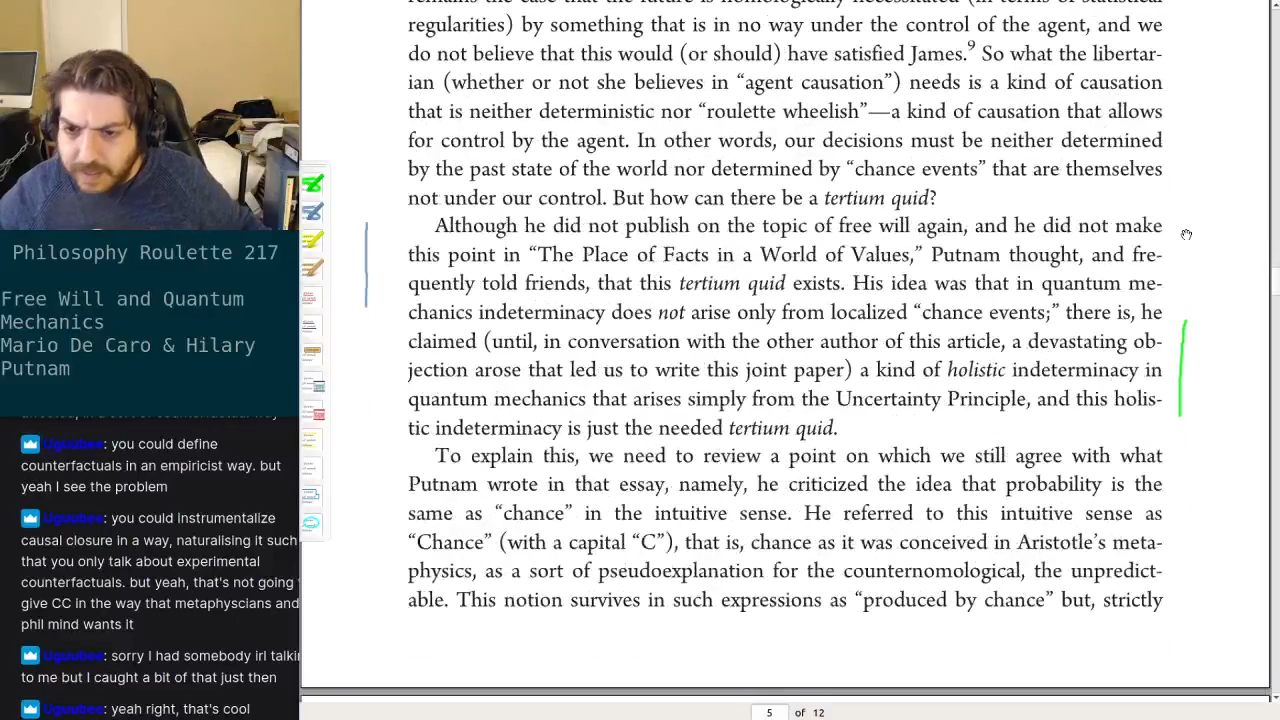 remains the case that the future is nomologically necessitated (in terms of statistical
regularities) by something that is in no way under the control of the agent, and we
do not believe that this would (or should) have satisfied James.9 So what the libertar-
ian (whether or not she believes in “agent causation”) needs is a kind of causation
that is neither deterministic nor “roulette wheelish”—a kind of causation that allows
for control by the agent. In other words, our decisions must be neither determined
by the past state of the world nor determined by “chance events” that are themselves
not under our control. But how can there be a tertium quid?
Although he did not publish on the topic of free will again, and he did not make
this point in “The Place of Facts in a World of Values,” Putnam thought, and fre-
quently told friends, that this tertium quid exists. His idea was that in quantum me-
chanics indeterminacy does not arise only from localized “chance events;” there is, he
claimed (until, in conversation with the other author of this article, a devastating ob-
jection arose that led us to write this joint paper) a kind of holistic indeterminacy in
quantum mechanics that arises simply from the Uncertainty Principle, and this holis-
tic indeterminacy is just the needed tertium quid.
To explain this, we need to review a point on which we still agree with what
Putnam wrote in that essay, namely, he criticized the idea that probability is the
same as “chance” in the intuitive sense. He referred to this intuitive sense as
“Chance” (with a capital “C”), that is, chance as it was conceived in Aristotle’s meta-
physics, as a sort of pseudoexplanation for the counternomological, the unpredict-
able. This notion survives in such expressions as “produced by chance” but, strictly
5 of 12
Philosophy Roulette 217
Free Will and Quantum
Mechanics
Mario De Caro & Hilary
Putnam
Uguubee: you could define
counterfactuals in an empiricist way. but
yeah I see the problem
Uguubee: you could instrumentalize
causal closure in a way, naturalising it such
that you only talk about experimental
counterfactuals. but yeah, that's not going
give CC in the way that metaphyscians and
phil mind wants it
Uguubee: sorry I had somebody irl talki
to me but I caught a bit of that just then
Uguubee: yeah right, that's cool